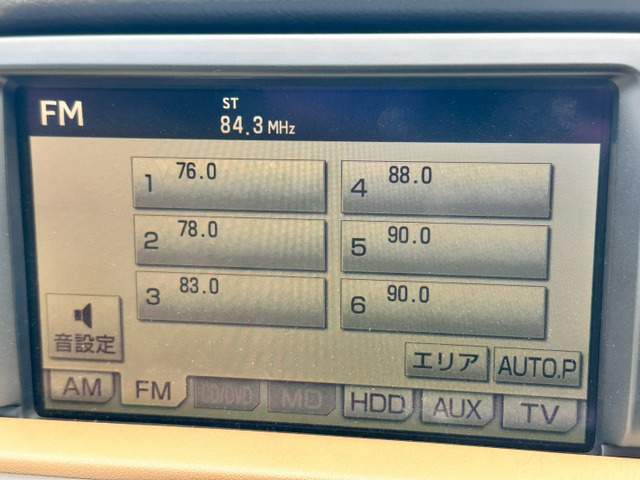 FM
ST
84.3 MHz
1 76.0
4 88.0
2 78.0
5 90.0
3 83.0
6 90.0
音設定
エリア
AUTO.P
AM
FM
CD/DVD
MD
HDD
AUX
TV